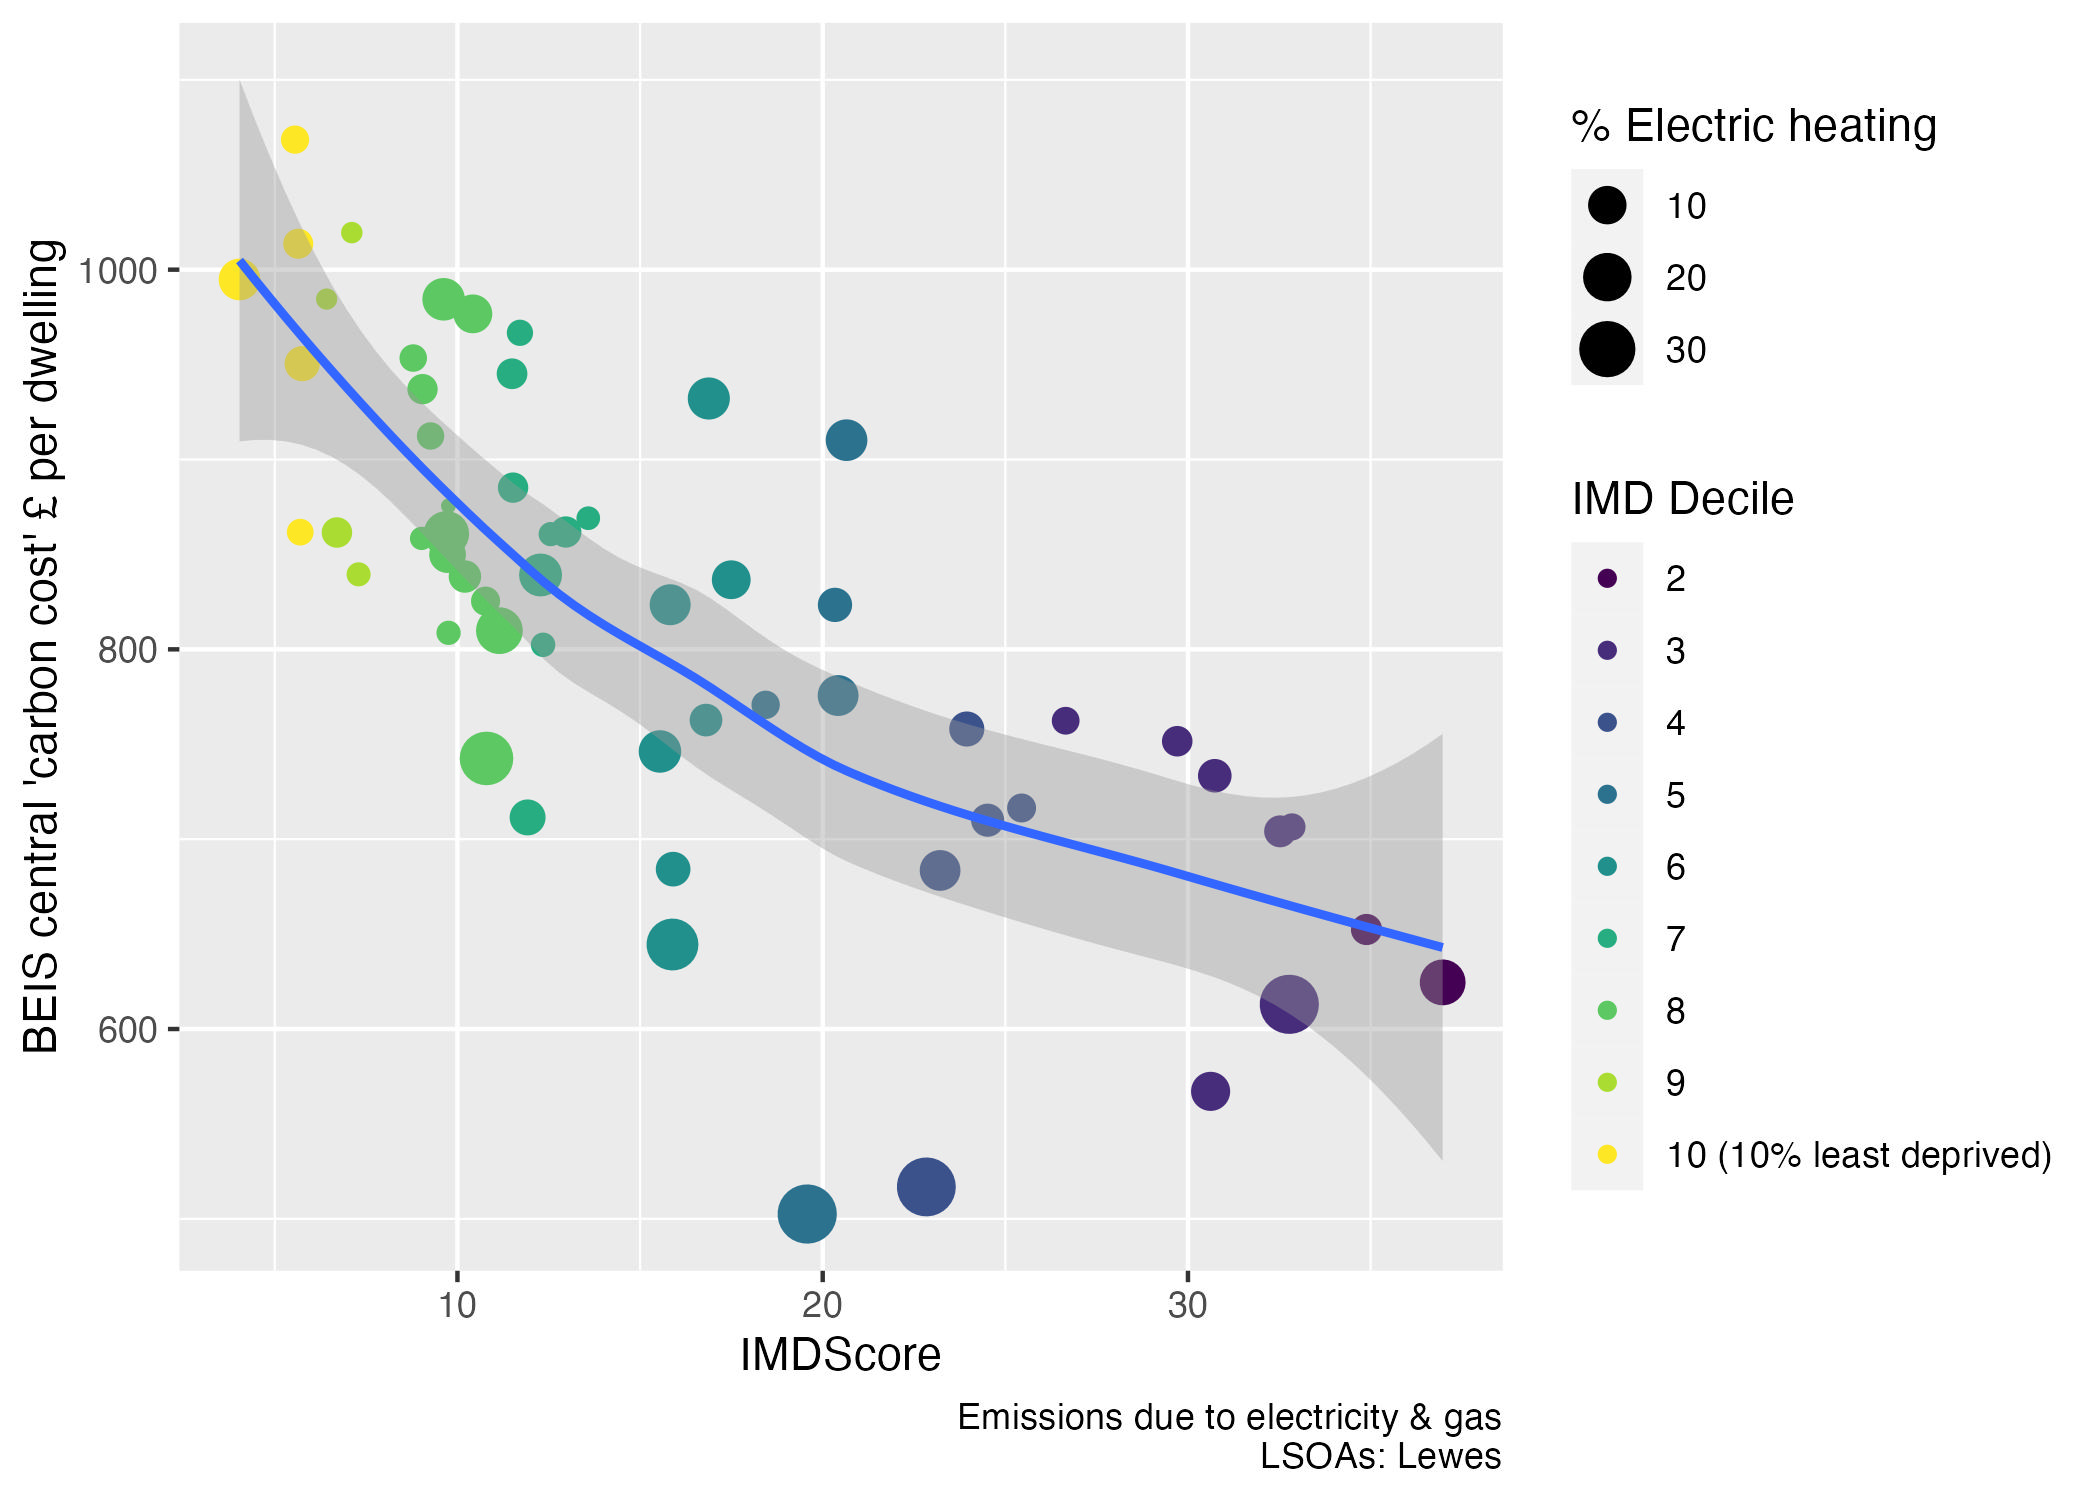 BEIS central 'carbon cost' £ per dwelling
1000
800
600
10
20
30
IMDScore
Emissions due to electricity & gas
LSOAs: Lewes
% Electric heating
10
20
30
IMD Decile
2
3
4
5
6
7
8
9
10 (10% least deprived)